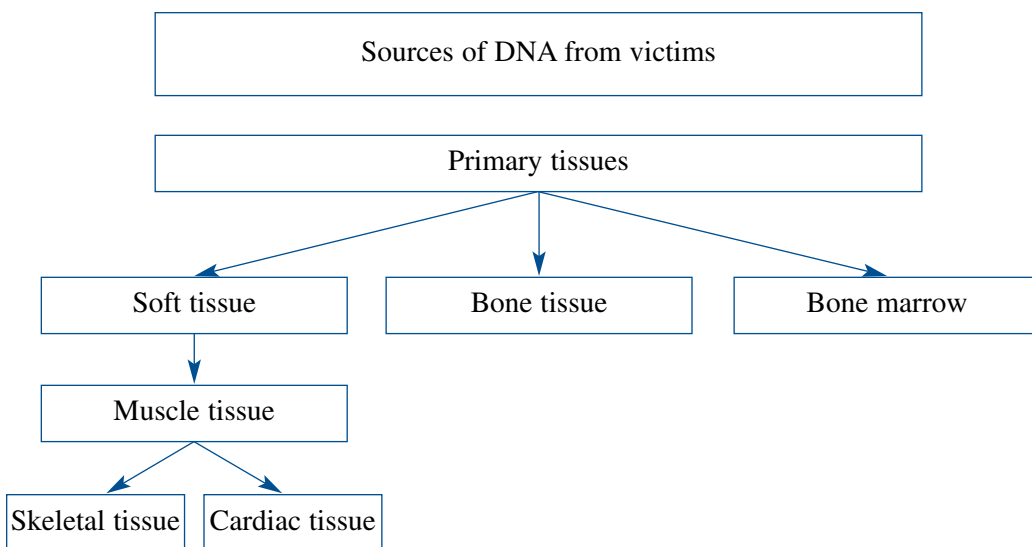 Sources of DNA from victims
Primary tissues
Soft tissue
Bone tissue
Bone marrow
Muscle tissue
Skeletal tissue
Cardiac tissue